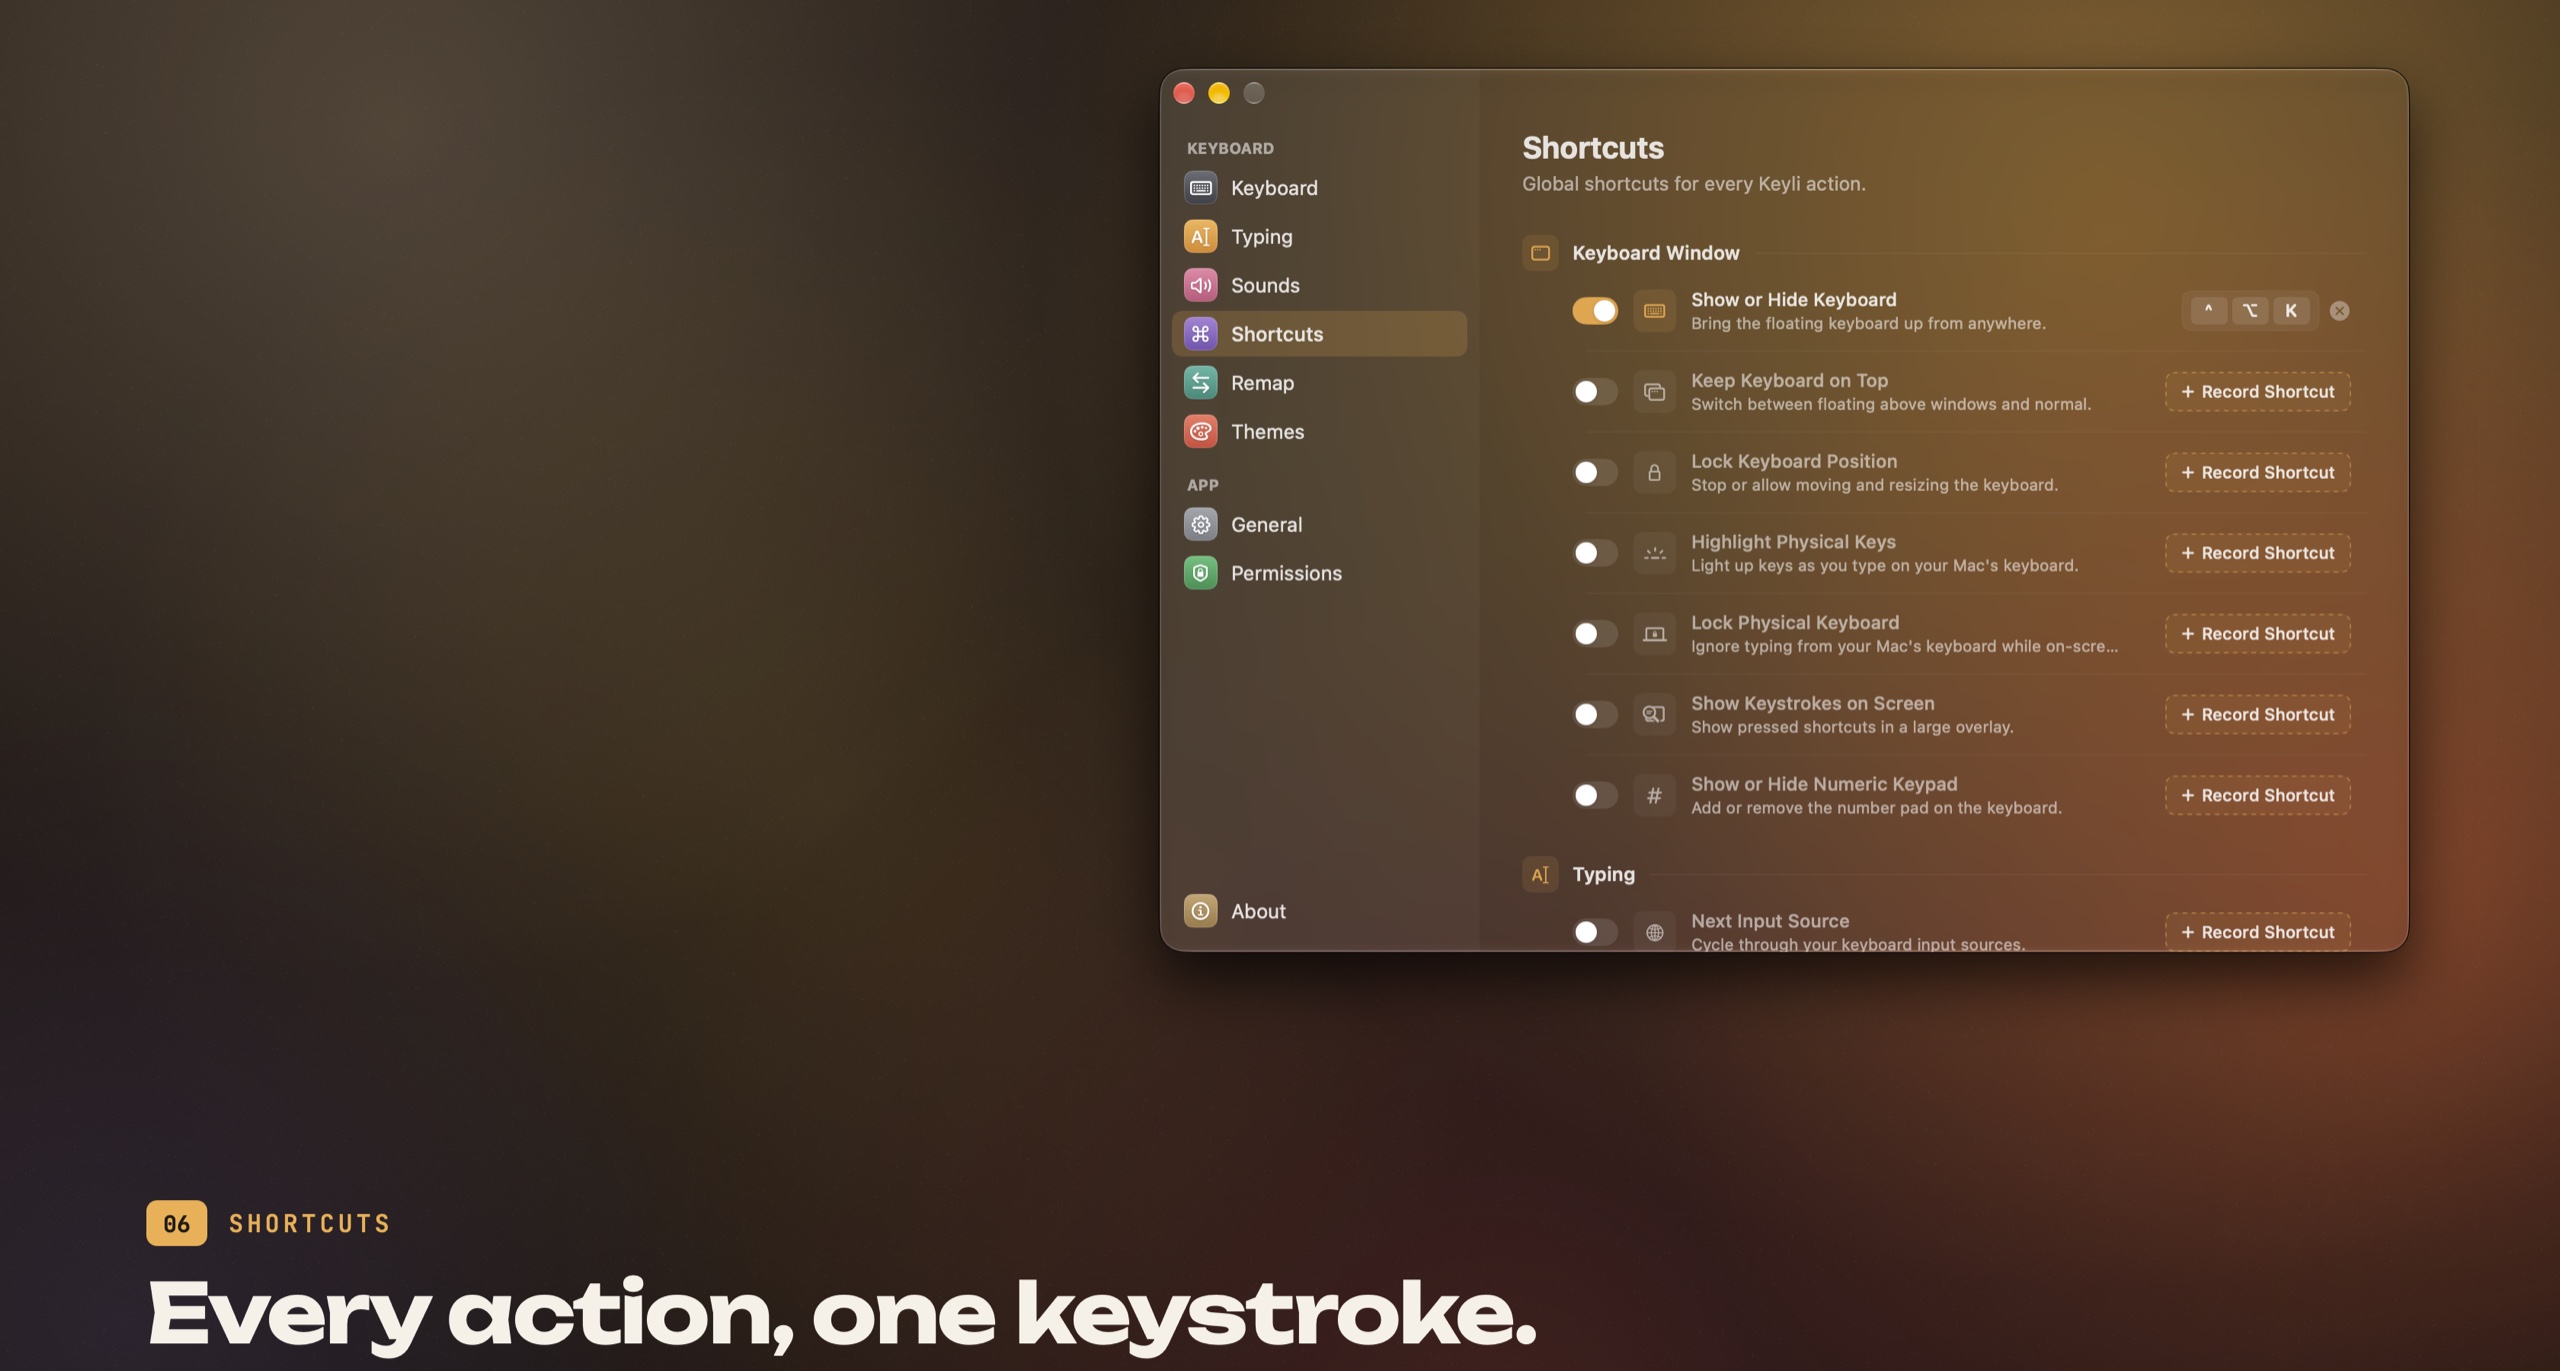 KEYBOARD
Keyboard
Typing
Sounds
Shortcuts
Remap
Themes
APP
General
Permissions
About
Shortcuts
Global shortcuts for every Keyli action.
Keyboard Window
Show or Hide Keyboard
Bring the floating keyboard up from anywhere.
^ ⌥ K
Keep Keyboard on Top
Switch between floating above windows and normal.
+ Record Shortcut
Lock Keyboard Position
Stop or allow moving and resizing the keyboard.
+ Record Shortcut
Highlight Physical Keys
Light up keys as you type on your Mac's keyboard.
+ Record Shortcut
Lock Physical Keyboard
Ignore typing from your Mac's keyboard while on-scre...
+ Record Shortcut
Show Keystrokes on Screen
Show pressed shortcuts in a large overlay.
+ Record Shortcut
Show or Hide Numeric Keypad
Add or remove the number pad on the keyboard.
+ Record Shortcut
Typing
Next Input Source
Cycle through your keyboard input sources.
+ Record Shortcut
06 SHORTCUTS
Every action, one keystroke.